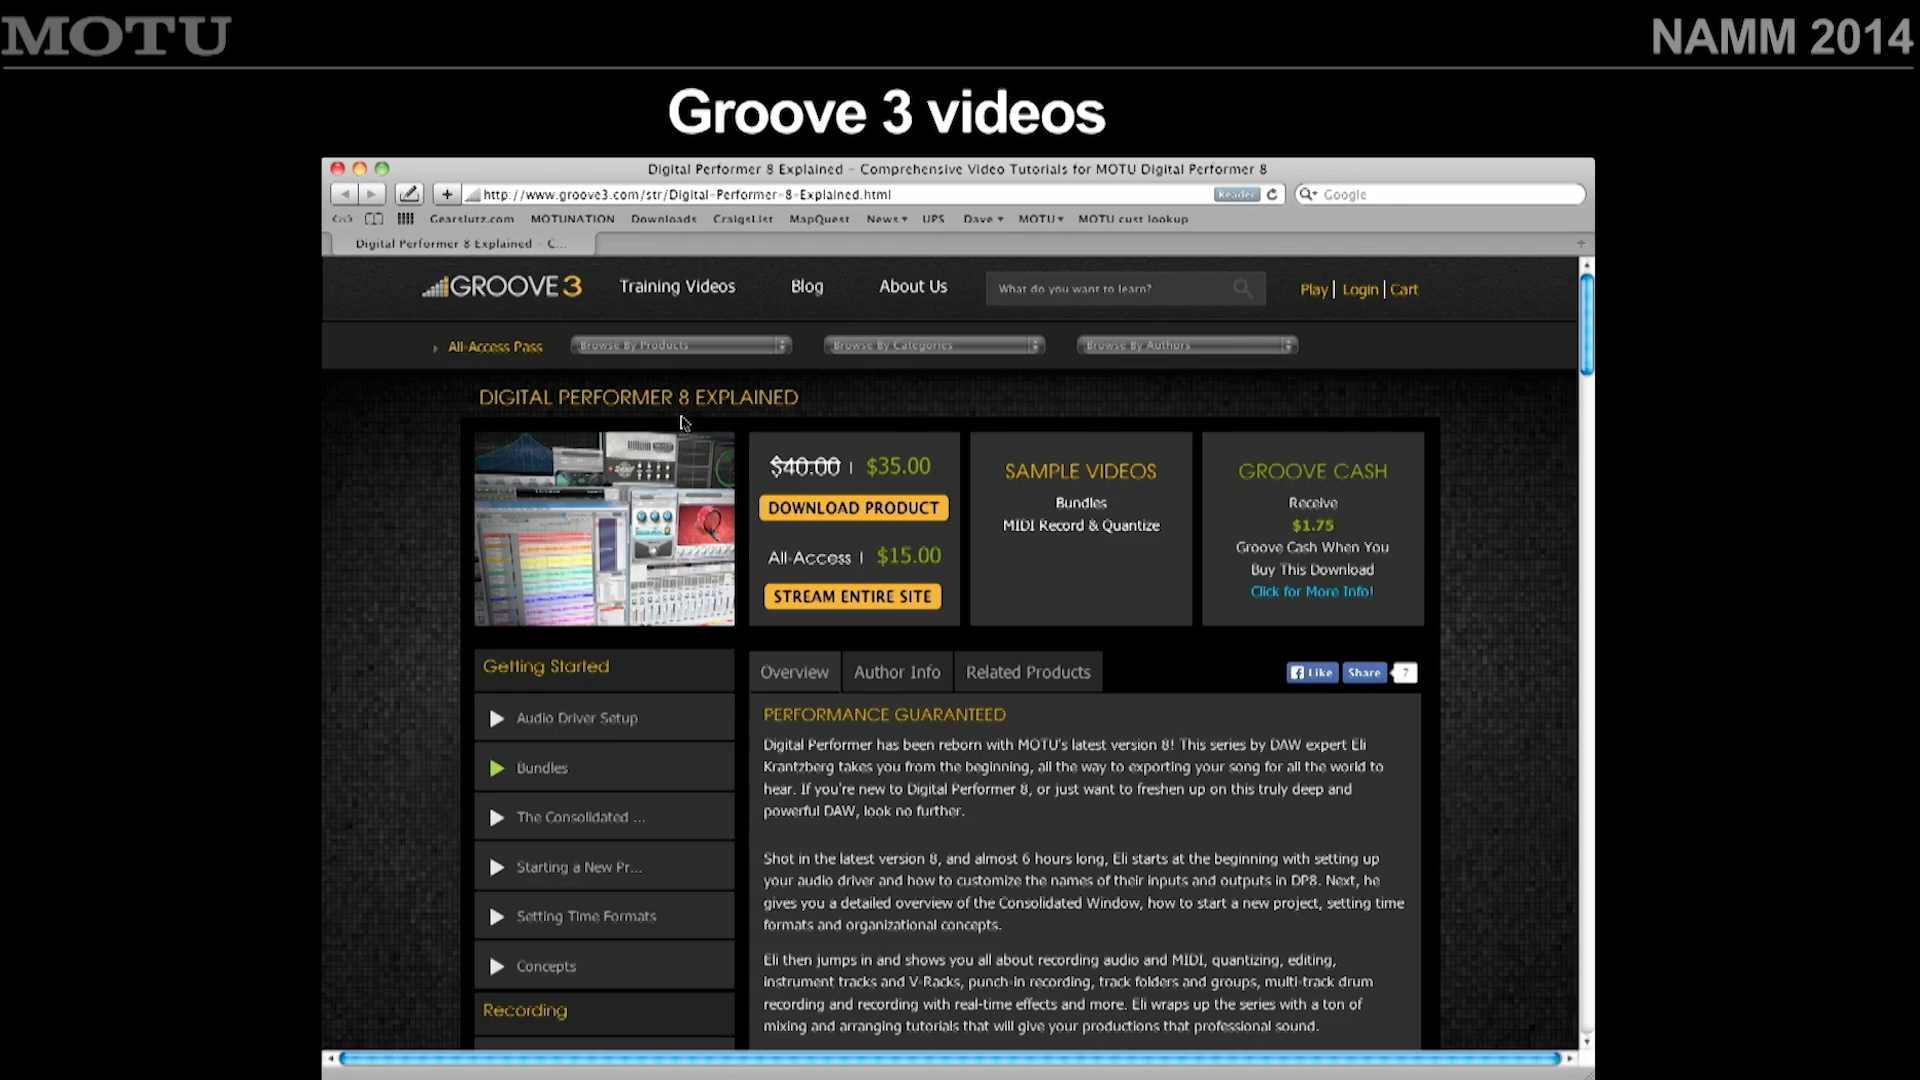 MOTU
NAMM 2014
Groove 3 videos
Digital Performer 8 Explained – Comprehensive Video Tutorials for MOTU Digital Performer 8
http://www.groove3.com/str/Digital-Performer-8-Explained.html
Reader
Google
Gearslutz.com MOTUNATION Downloads CraigsList MapQuest News UPS Dave MOTU MOTU cust lookup
Digital Performer 8 Explained – C...
GROOVE 3
Training Videos
Blog
About Us
What do you want to learn?
Play | Login | Cart
All-Access Pass
Browse By Products
Browse By Categories
Browse By Authors
DIGITAL PERFORMER 8 EXPLAINED
$40.00 | $35.00
DOWNLOAD PRODUCT
All-Access | $15.00
STREAM ENTIRE SITE
SAMPLE VIDEOS
Bundles
MIDI Record & Quantize
GROOVE CASH
Receive
$1.75
Groove Cash When You
Buy This Download
Click for More Info!
Getting Started
Audio Driver Setup
Bundles
The Consolidated ...
Starting a New Pr...
Setting Time Formats
Concepts
Recording
Overview
Author Info
Related Products
Like
Share
7
PERFORMANCE GUARANTEED
Digital Performer has been reborn with MOTU's latest version 8! This series by DAW expert Eli
Krantzberg takes you from the beginning, all the way to exporting your song for all the world to
hear. If you're new to Digital Performer 8, or just want to freshen up on this truly deep and
powerful DAW, look no further.
Shot in the latest version 8, and almost 6 hours long, Eli starts at the beginning with setting up
your audio driver and how to customize the names of their inputs and outputs in DP8. Next, he
gives you a detailed overview of the Consolidated Window, how to start a new project, setting time
formats and organizational concepts.
Eli then jumps in and shows you all about recording audio and MIDI, quantizing, editing,
instrument tracks and V-Racks, punch-in recording, track folders and groups, multi-track drum
recording and recording with real-time effects and more. Eli wraps up the series with a ton of
mixing and arranging tutorials that will give your productions that professional sound.